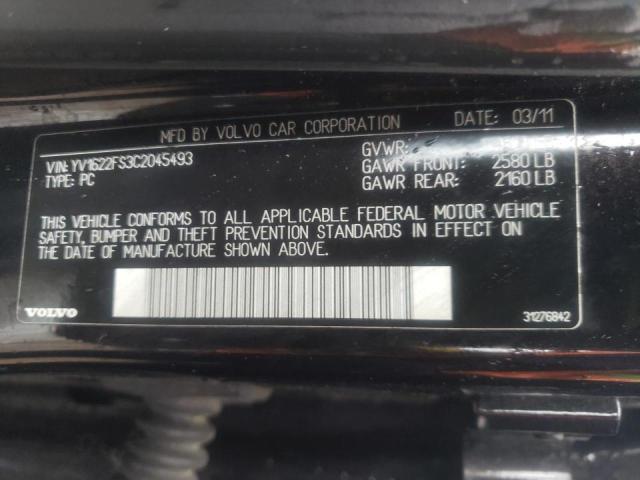 MFD BY VOLVO CAR CORPORATION DATE: 03/11
VIN: YV1622FS3C2045493
TYPE: PC
GVWR:
GAWR FRONT: 2580 LB
GAWR REAR: 2160 LB
THIS VEHICLE CONFORMS TO ALL APPLICABLE FEDERAL MOTOR VEHICLE
SAFETY, BUMPER AND THEFT PREVENTION STANDARDS IN EFFECT ON
THE DATE OF MANUFACTURE SHOWN ABOVE.
VOLVO
31276842